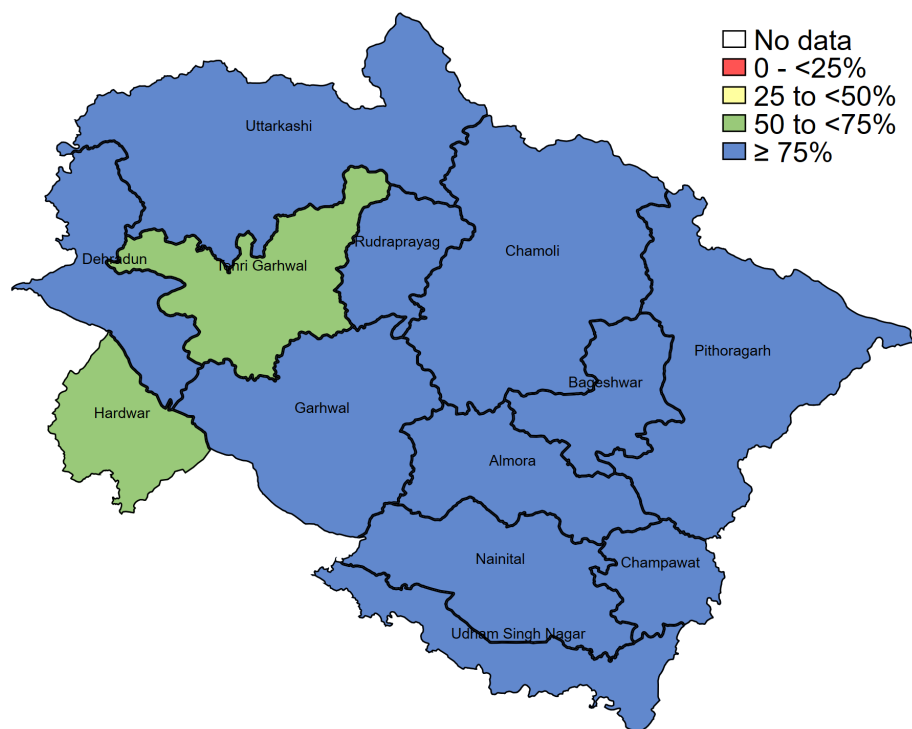 No data
0 - <25%
25 to <50%
50 to <75%
≥ 75%
Uttarkashi
Dehradun
Tehri Garhwal
Rudraprayag
Chamoli
Pithoragarh
Bageshwar
Hardwar
Garhwal
Almora
Nainital
Champawat
Udham Singh Nagar